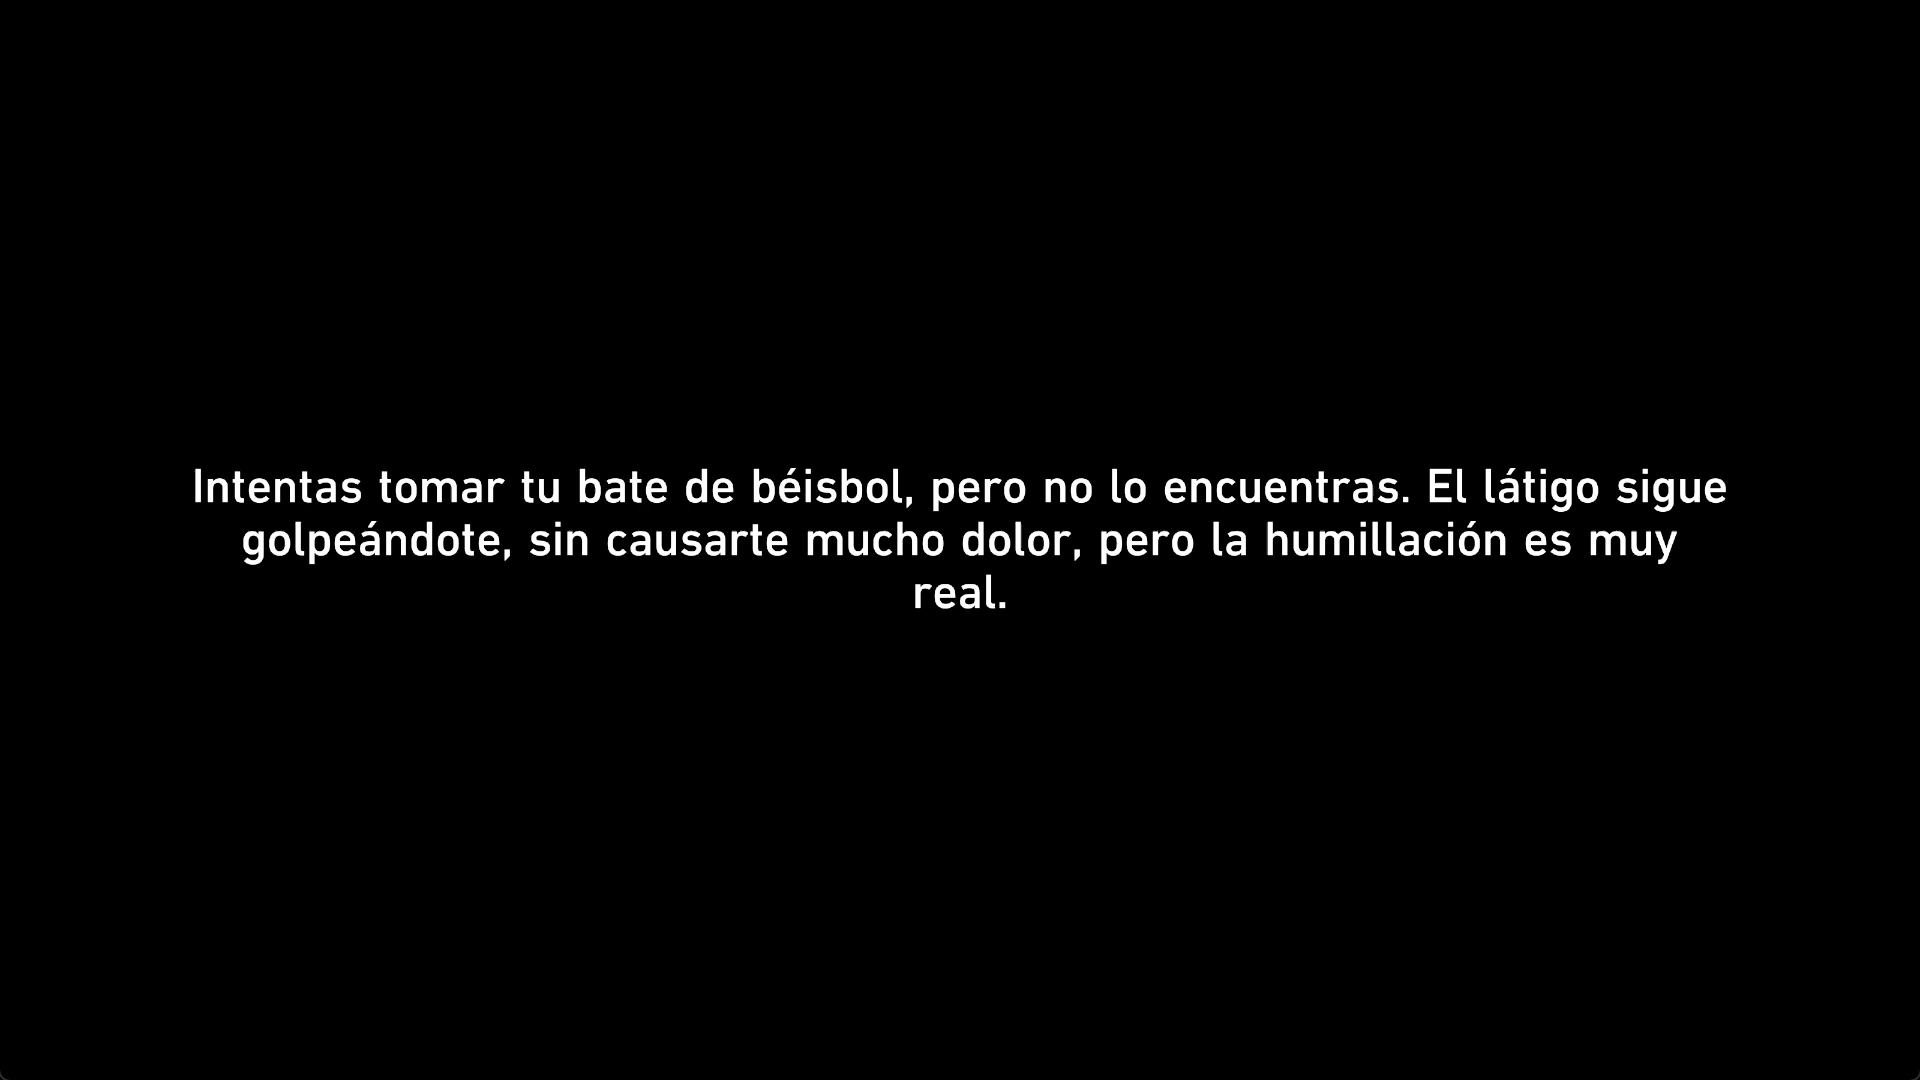 Intentas tomar tu bate de béisbol, pero no lo encuentras. El látigo sigue
golpeándote, sin causarte mucho dolor, pero la humillación es muy
real.